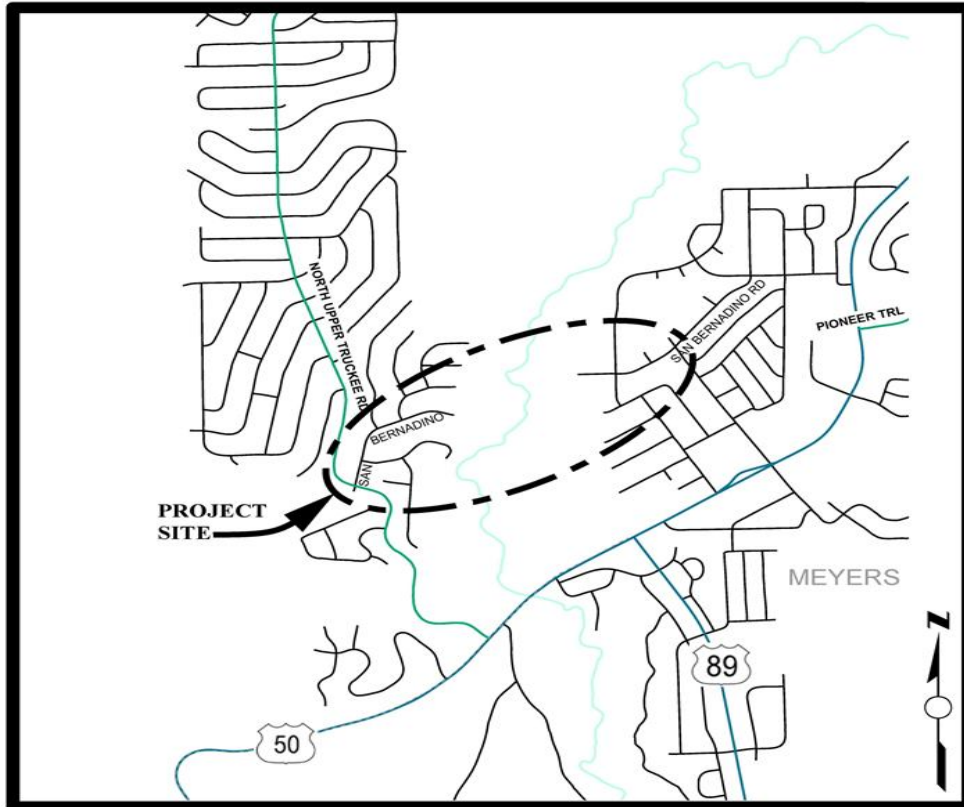 NORTH UPPER TRUCKEE RD
SAN BERNADINO RD
PIONEER TRL
SAN BERNADINO
PROJECT
SITE
MEYERS
89
50
N